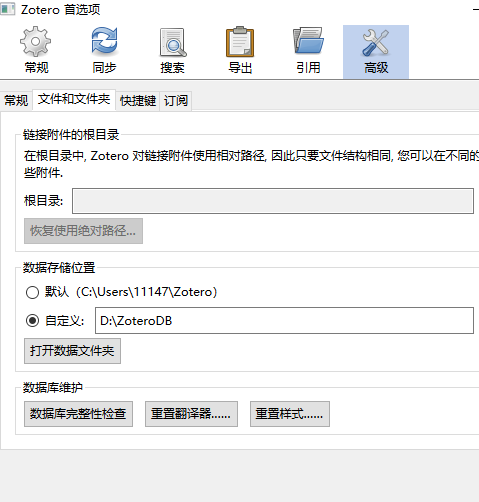 Zotero 首选项
常规 同步 搜索 导出 引用 高级
常规 文件和文件夹 快捷键 订阅
链接附件的根目录
在根目录中, Zotero 对链接附件使用相对路径, 因此只要文件结构相同, 您可以在不同的
些附件.
根目录:
恢复使用绝对路径...
数据存储位置
默认（C:\Users\11147\Zotero）
自定义: D:\ZoteroDB
打开数据文件夹
数据库维护
数据库完整性检查 重置翻译器...... 重置样式......